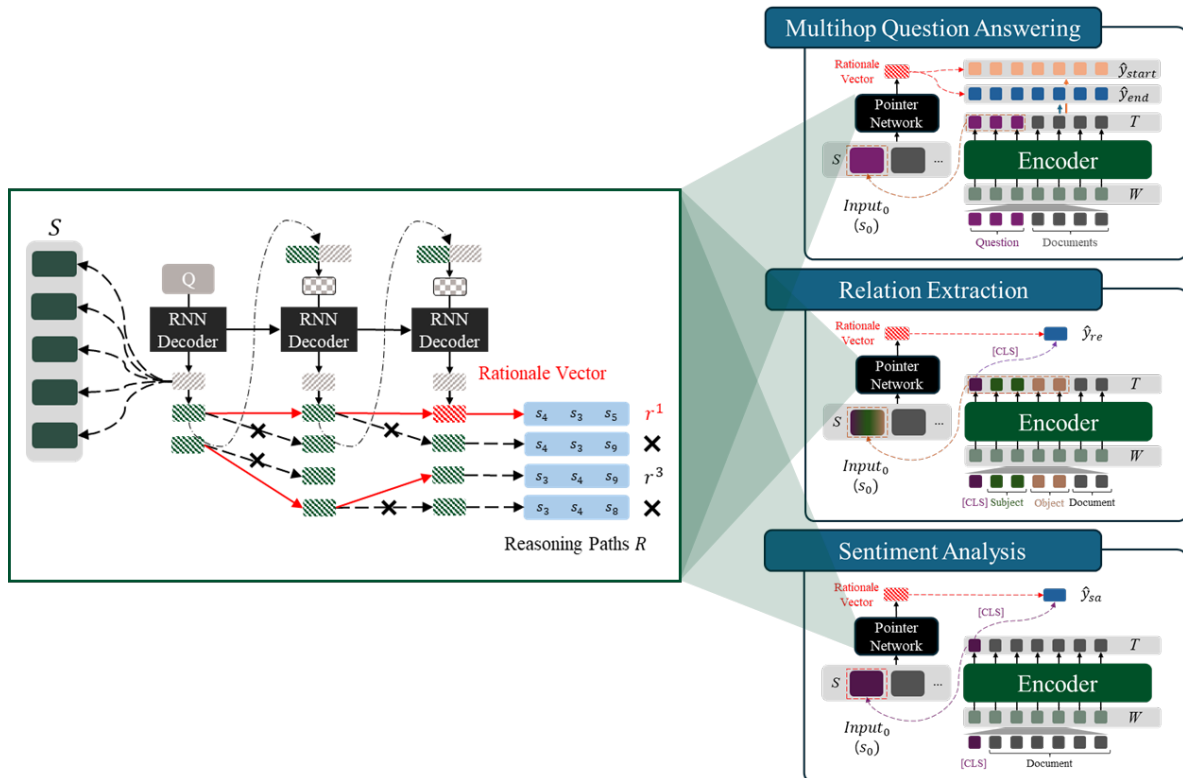 S
Q
RNN
Decoder
RNN
Decoder
RNN
Decoder
Rationale Vector
s4 s3 s5 r^1
s4 s3 s9 ×
s3 s4 s9 r^3
s3 s4 s8 ×
Reasoning Paths R
Multihop Question Answering
Rationale
Vector
Pointer
Network
S
...
Input0
(s0)
ŷstart
ŷend
T
Encoder
W
Question Documents
Relation Extraction
Rationale
Vector
Pointer
Network
S
...
Input0
(s0)
[CLS]
ŷre
T
Encoder
W
[CLS] Subject Object Document
Sentiment Analysis
Rationale
Vector
Pointer
Network
S
...
Input0
(s0)
[CLS]
ŷsa
T
Encoder
W
[CLS] Document